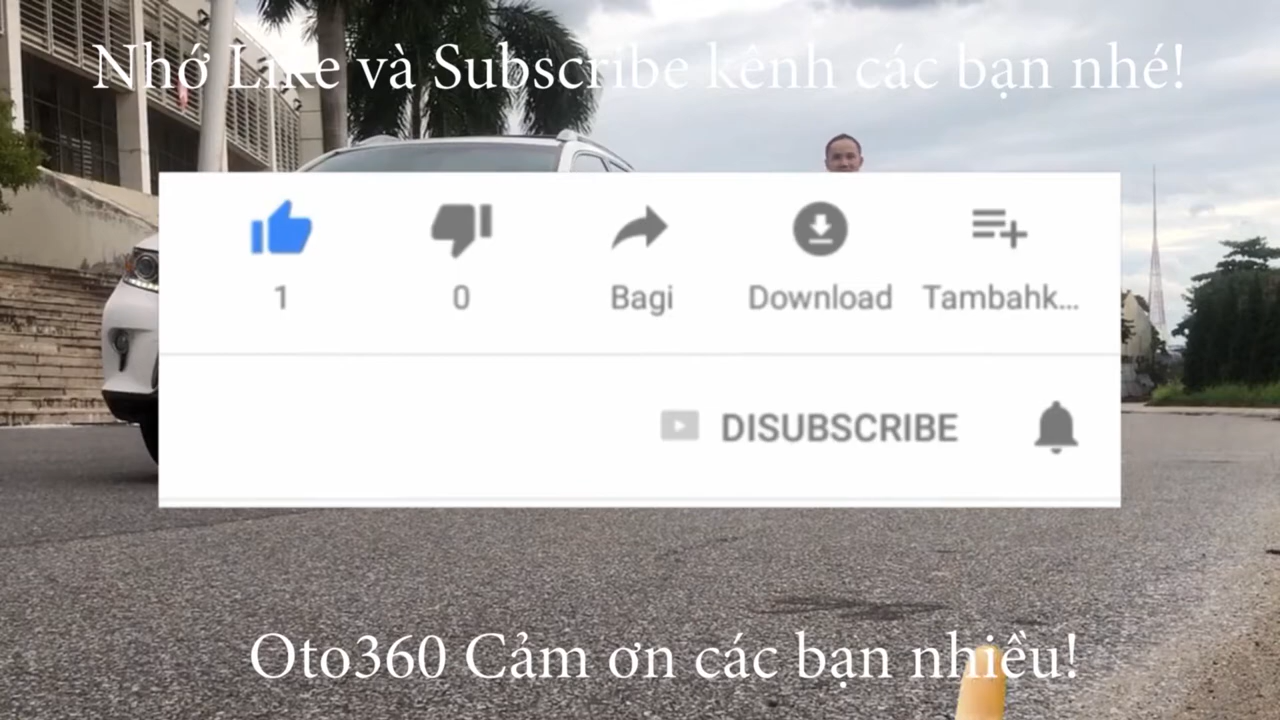 Nhớ Like và Subscribe kênh các bạn nhé!
1 0 Bagi Download Tambahk...
DISUBSCRIBE
Oto360 Cảm ơn các bạn nhiều!